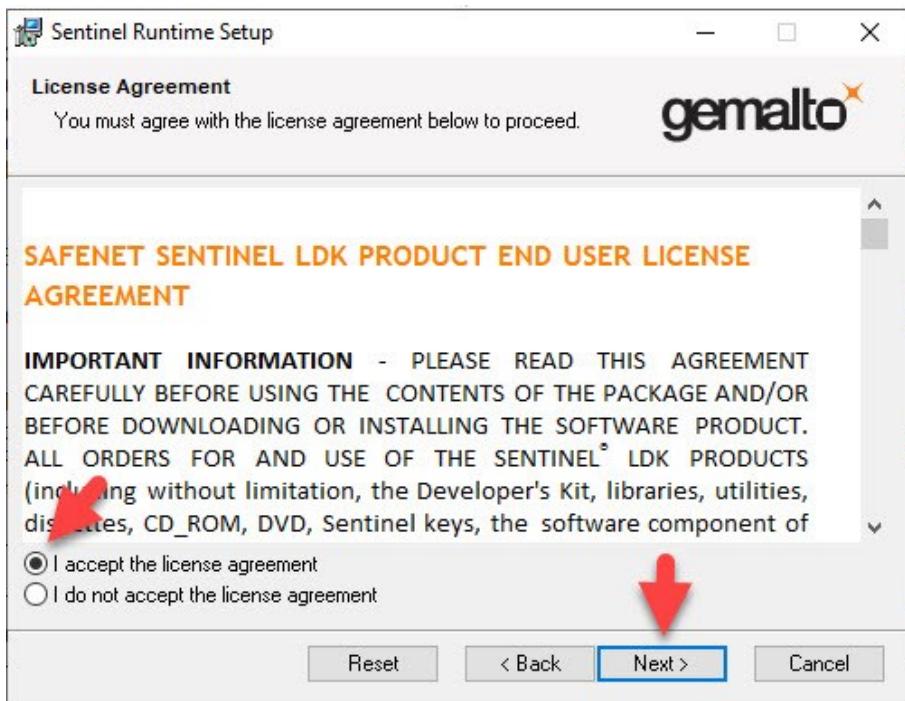 Sentinel Runtime Setup
License Agreement
You must agree with the license agreement below to proceed.
gemalto
SAFENET SENTINEL LDK PRODUCT END USER LICENSE
AGREEMENT
IMPORTANT INFORMATION - PLEASE READ THIS AGREEMENT
CAREFULLY BEFORE USING THE CONTENTS OF THE PACKAGE AND/OR
BEFORE DOWNLOADING OR INSTALLING THE SOFTWARE PRODUCT.
ALL ORDERS FOR AND USE OF THE SENTINEL® LDK PRODUCTS
(including without limitation, the Developer's Kit, libraries, utilities,
diskettes, CD_ROM, DVD, Sentinel keys, the software component of
I accept the license agreement
I do not accept the license agreement
Reset
< Back
Next >
Cancel